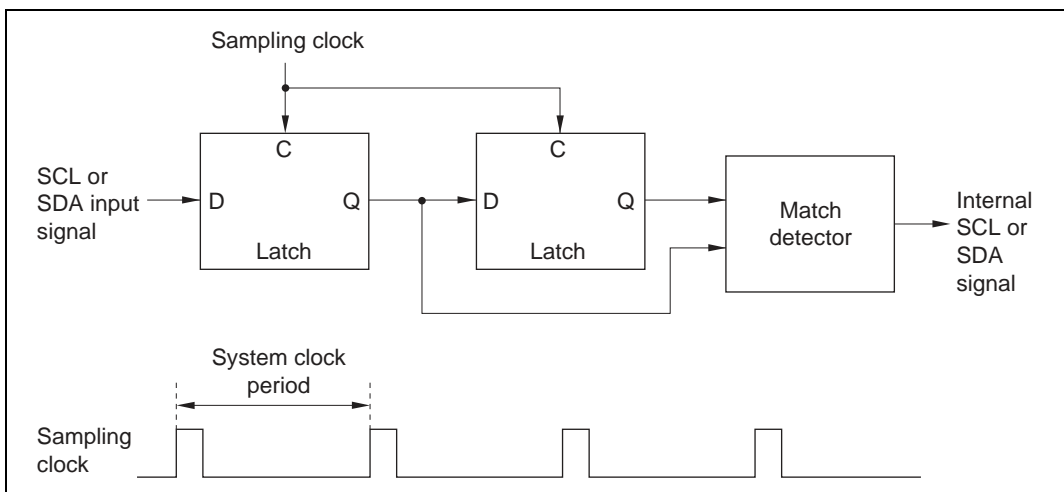 Sampling
clock
C
C
SCL or
SDA input
signal
D
Q
D
Q
Latch
Latch
Match
detector
Internal
SCL or
SDA
signal
System clock
period
Sampling
clock